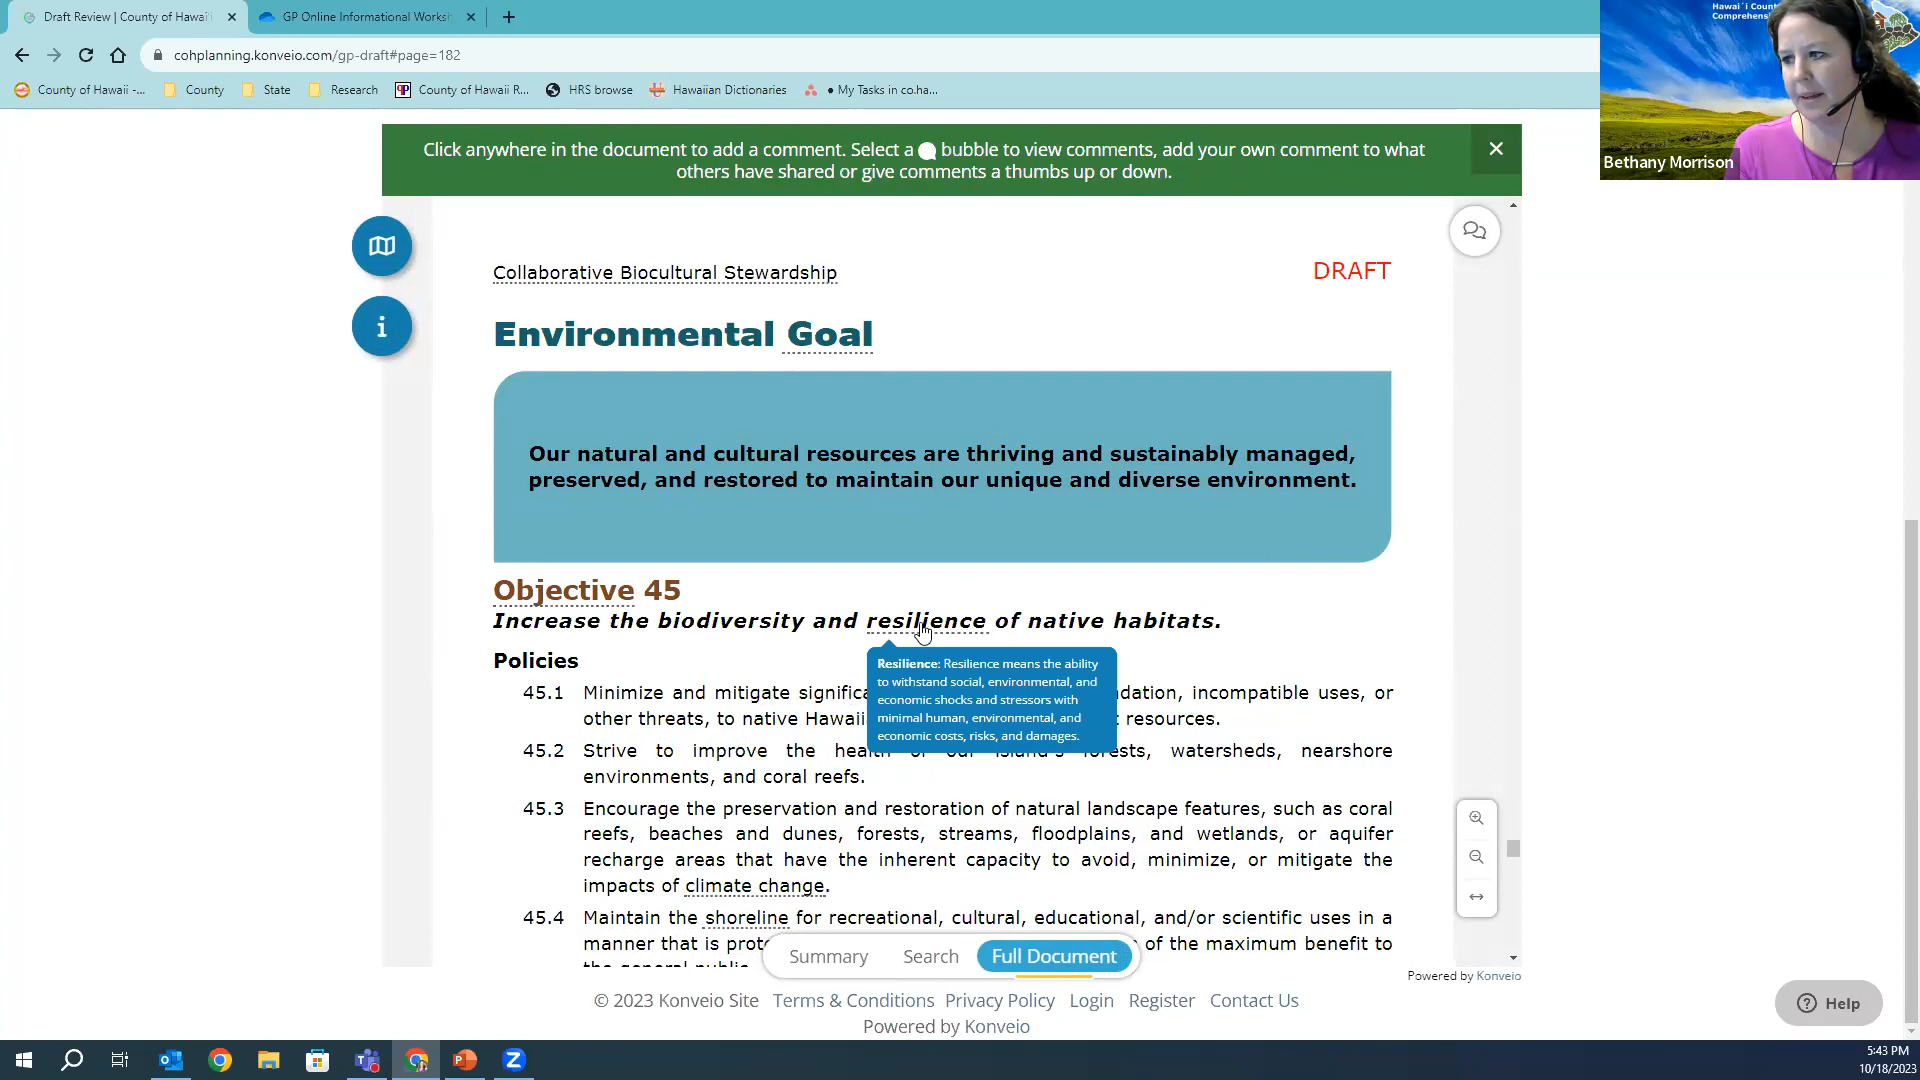 Draft Review | County of Hawaiʻi
GP Online Informational Works
cohplanning.konveio.com/gp-draft#page=182
County of Hawaii -...
County
State
Research
County of Hawaii R...
HRS browse
Hawaiian Dictionaries
● My Tasks in co.ha...
Hawaiʻi Coun
Comprehens
Bethany Morrison
Click anywhere in the document to add a comment. Select a bubble to view comments, add your own comment to what
others have shared or give comments a thumbs up or down.
Collaborative Biocultural Stewardship
DRAFT
Environmental Goal
Our natural and cultural resources are thriving and sustainably managed,
preserved, and restored to maintain our unique and diverse environment.
Objective 45
Increase the biodiversity and resilience of native habitats.
Policies
Resilience: Resilience means the ability
to withstand social, environmental, and
economic shocks and stressors with
minimal human, environmental, and
economic costs, risks, and damages.
45.1 Minimize and mitigate significa dation, incompatible uses, or
other threats, to native Hawaii resources.
45.2 Strive to improve the health of our island's forests, watersheds, nearshore
environments, and coral reefs.
45.3 Encourage the preservation and restoration of natural landscape features, such as coral
reefs, beaches and dunes, forests, streams, floodplains, and wetlands, or aquifer
recharge areas that have the inherent capacity to avoid, minimize, or mitigate the
impacts of climate change.
45.4 Maintain the shoreline for recreational, cultural, educational, and/or scientific uses in a
manner that is prote of the maximum benefit to
the general public.
Summary
Search
Full Document
Powered by Konveio
© 2023 Konveio Site Terms & Conditions Privacy Policy Login Register Contact Us
Powered by Konveio
Help
5:43 PM
10/18/2023